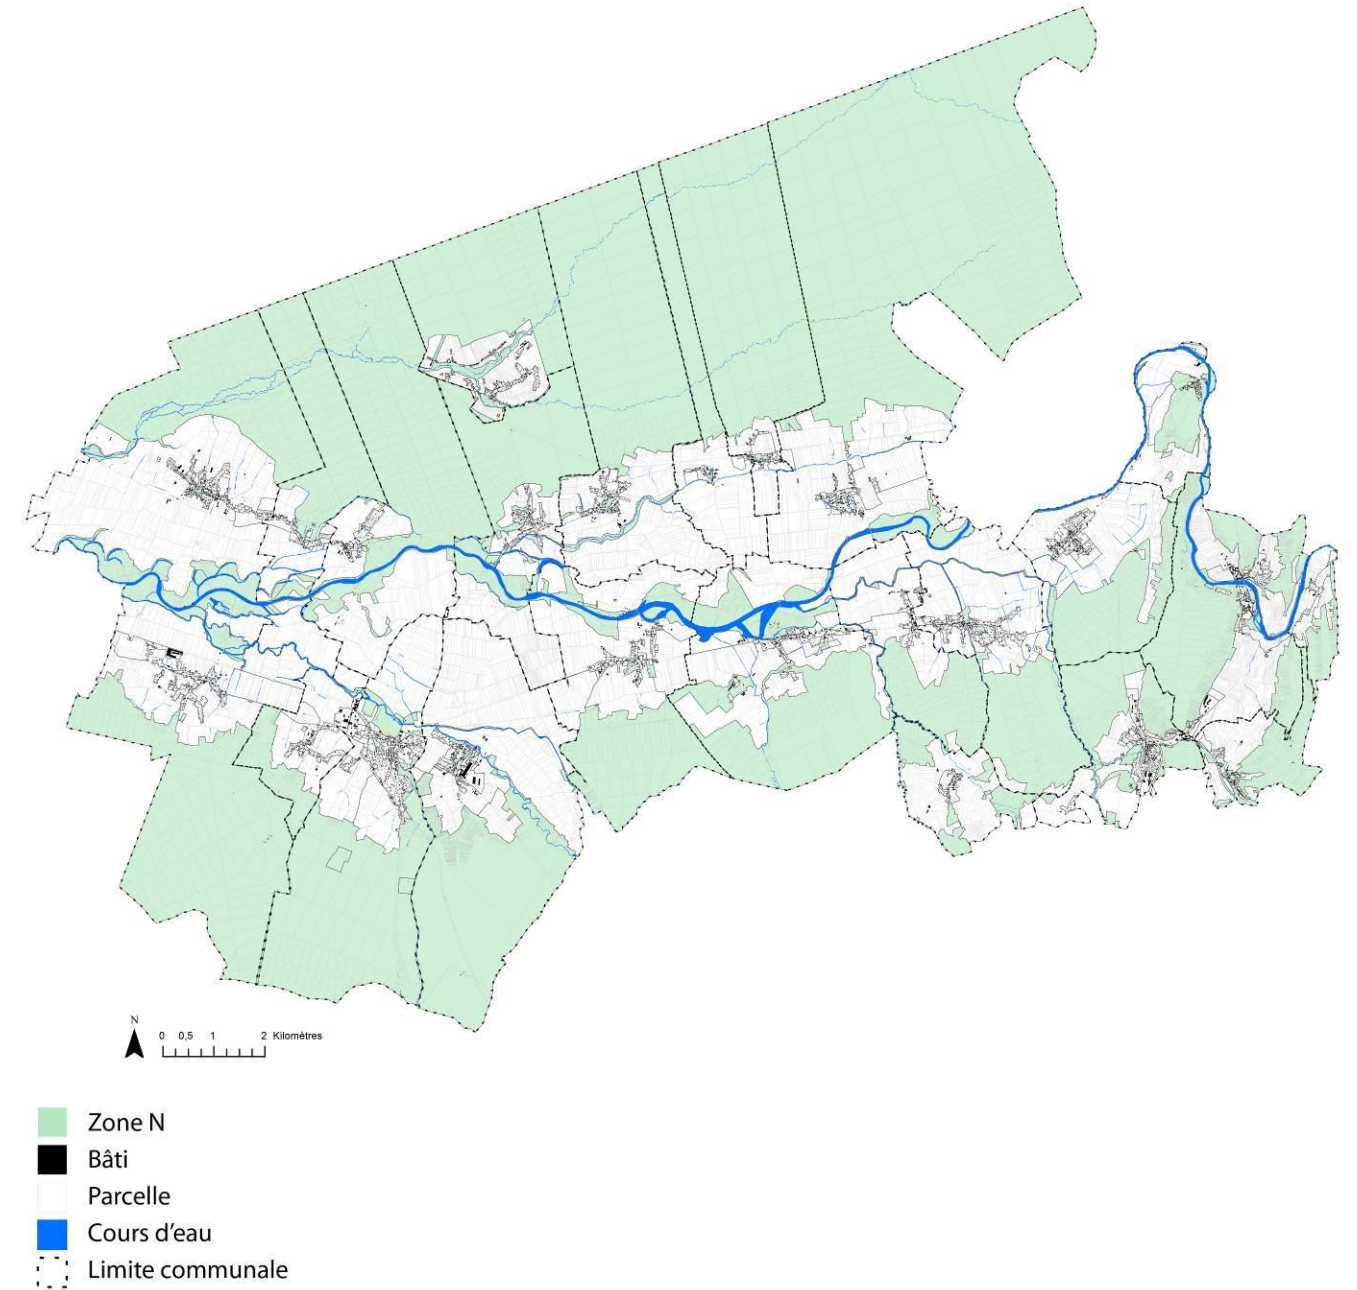 N
0 0,5 1 2 Kilomètres
Zone N
Bâti
Parcelle
Cours d’eau
Limite communale